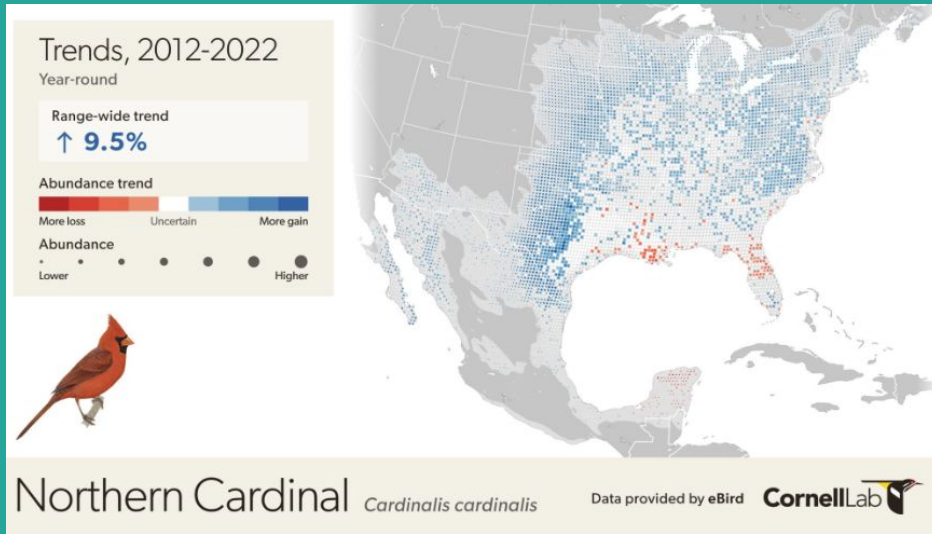 Trends, 2012-2022
Year-round
Range-wide trend
↑ 9.5%
Abundance trend
More loss Uncertain More gain
Abundance
Lower Higher
Northern Cardinal Cardinalis cardinalis Data provided by eBird CornellLab